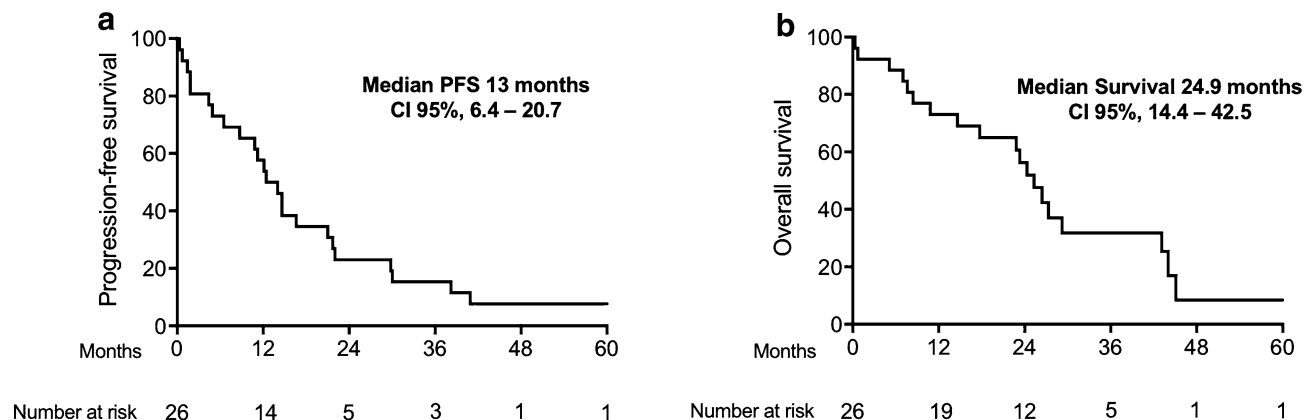 a
Progression-free survival
100
80
60
40
20
0
Median PFS 13 months
CI 95%, 6.4 – 20.7
Months 0 12 24 36 48 60
Number at risk 26 14 5 3 1 1
b
Overall survival
100
80
60
40
20
0
Median Survival 24.9 months
CI 95%, 14.4 – 42.5
Months 0 12 24 36 48 60
Number at risk 26 19 12 5 1 1